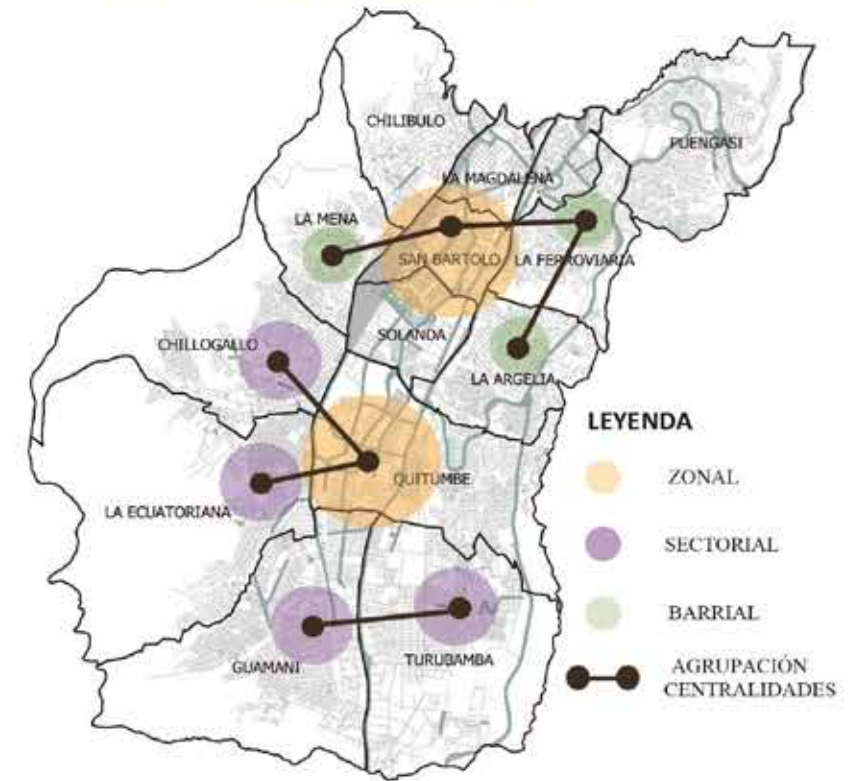 CHILIBULO
PUENGASI
LA MAGDALENA
LA MENA
SAN BARTOLO
LA FERROVIARIA
SOLANDA
CHILLOGALLO
LA ARGELIA
LEYENDA
ZONAL
QUITUMBE
LA ECUATORIANA
SECTORIAL
BARRIAL
GUAMANI
TURUBAMBA
AGRUPACIÓN
CENTRALIDADES